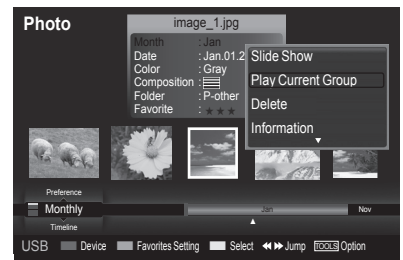 Photo
image_1.jpg
Month : Jan
Date : Jan.01.2
Color : Gray
Composition :
Folder : P-other
Favorite : ★ ★ ★
Slide Show
Play Current Group
Delete
Information
Preference
Monthly
Timeline
Jan
Nov
USB Device Favorites Setting Select Jump TOOLS Option